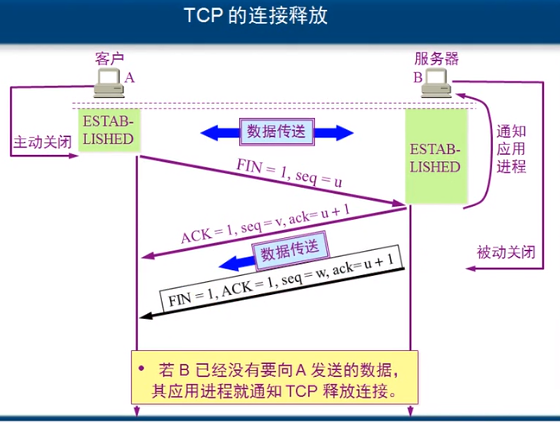 TCP 的连接释放
客户
A
服务器
B
ESTAB-
LISHED
主动关闭
数据传送
ESTAB-
LISHED
通知
应用
进程
FIN = 1, seq = u
ACK = 1, seq = v, ack= u + 1
数据传送
被动关闭
FIN = 1, ACK = 1, seq = w, ack= u + 1
• 若 B 已经没有要向 A 发送的数据，
其应用进程就通知 TCP 释放连接。